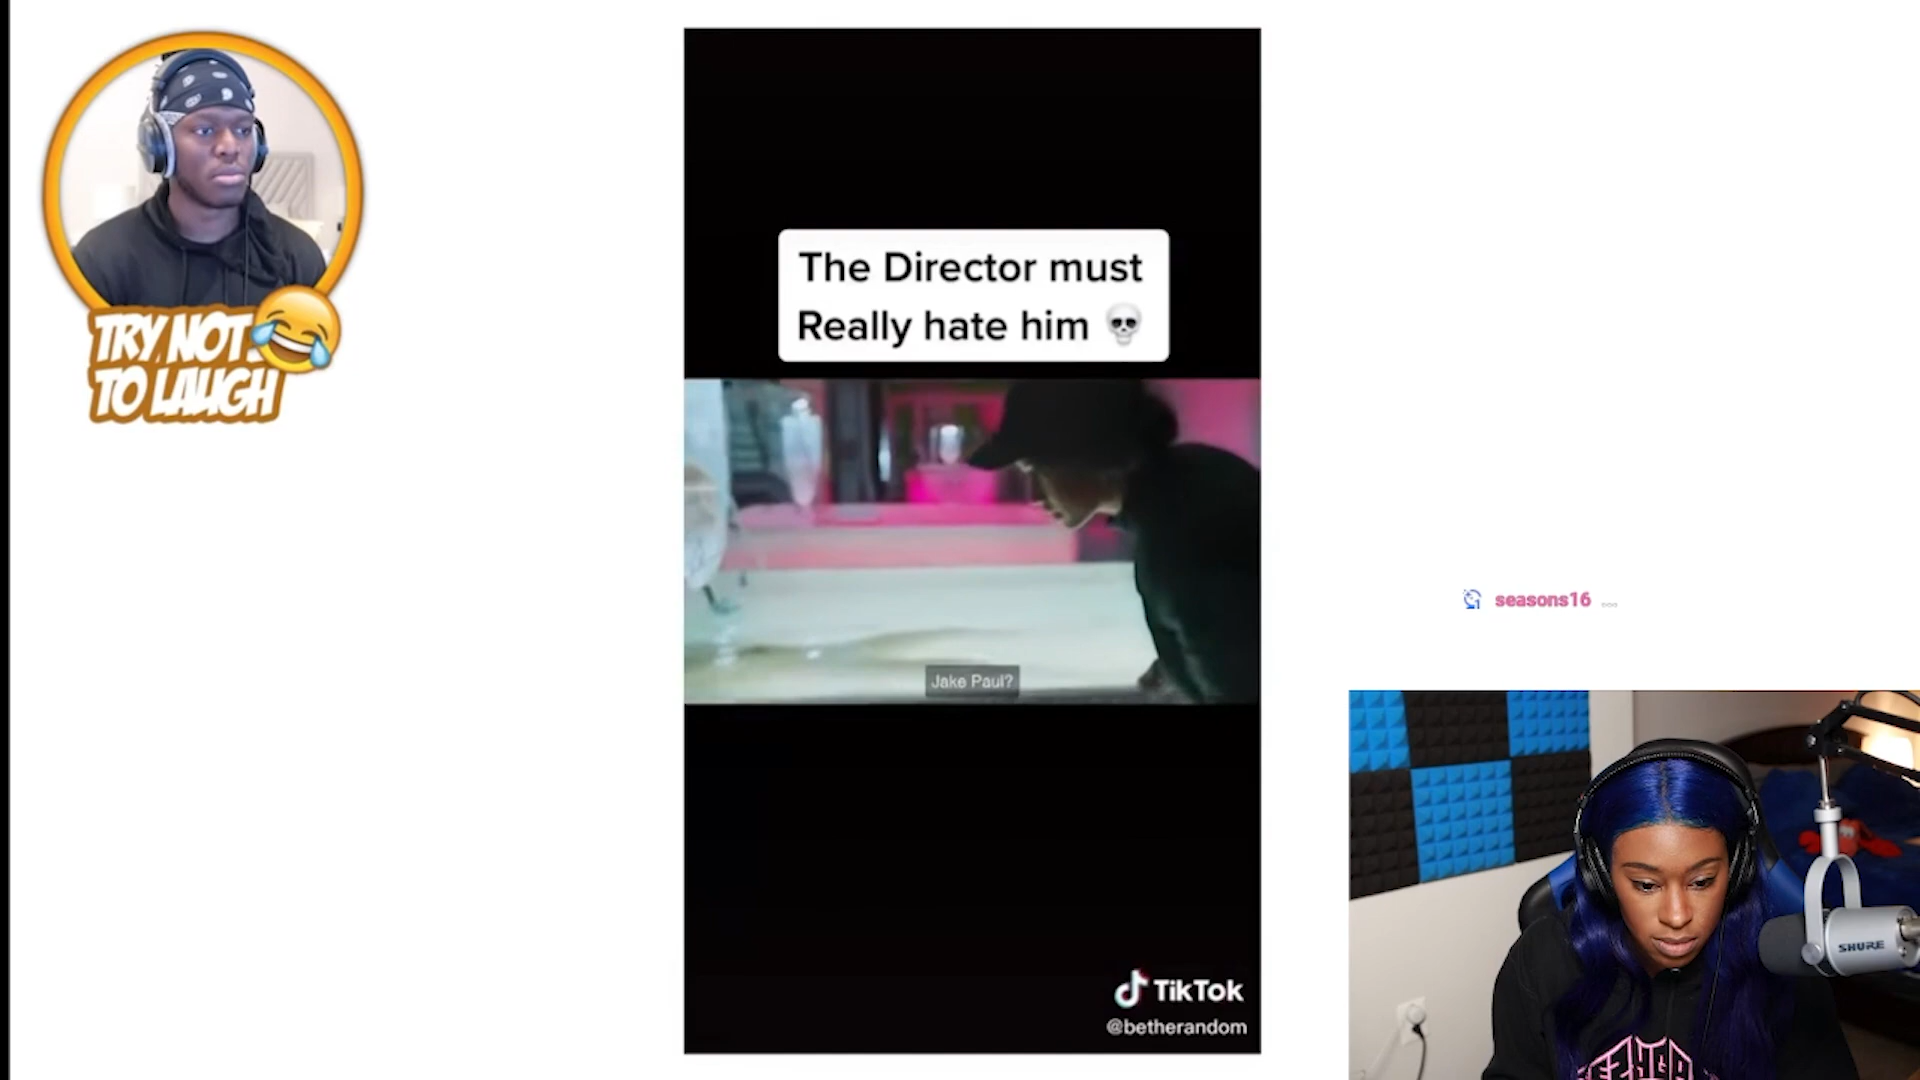 TRY NOT
TO LAUGH
The Director must
Really hate him 💀
Jake Paul?
TikTok
@betherandom
seasons16 ...
SHURE